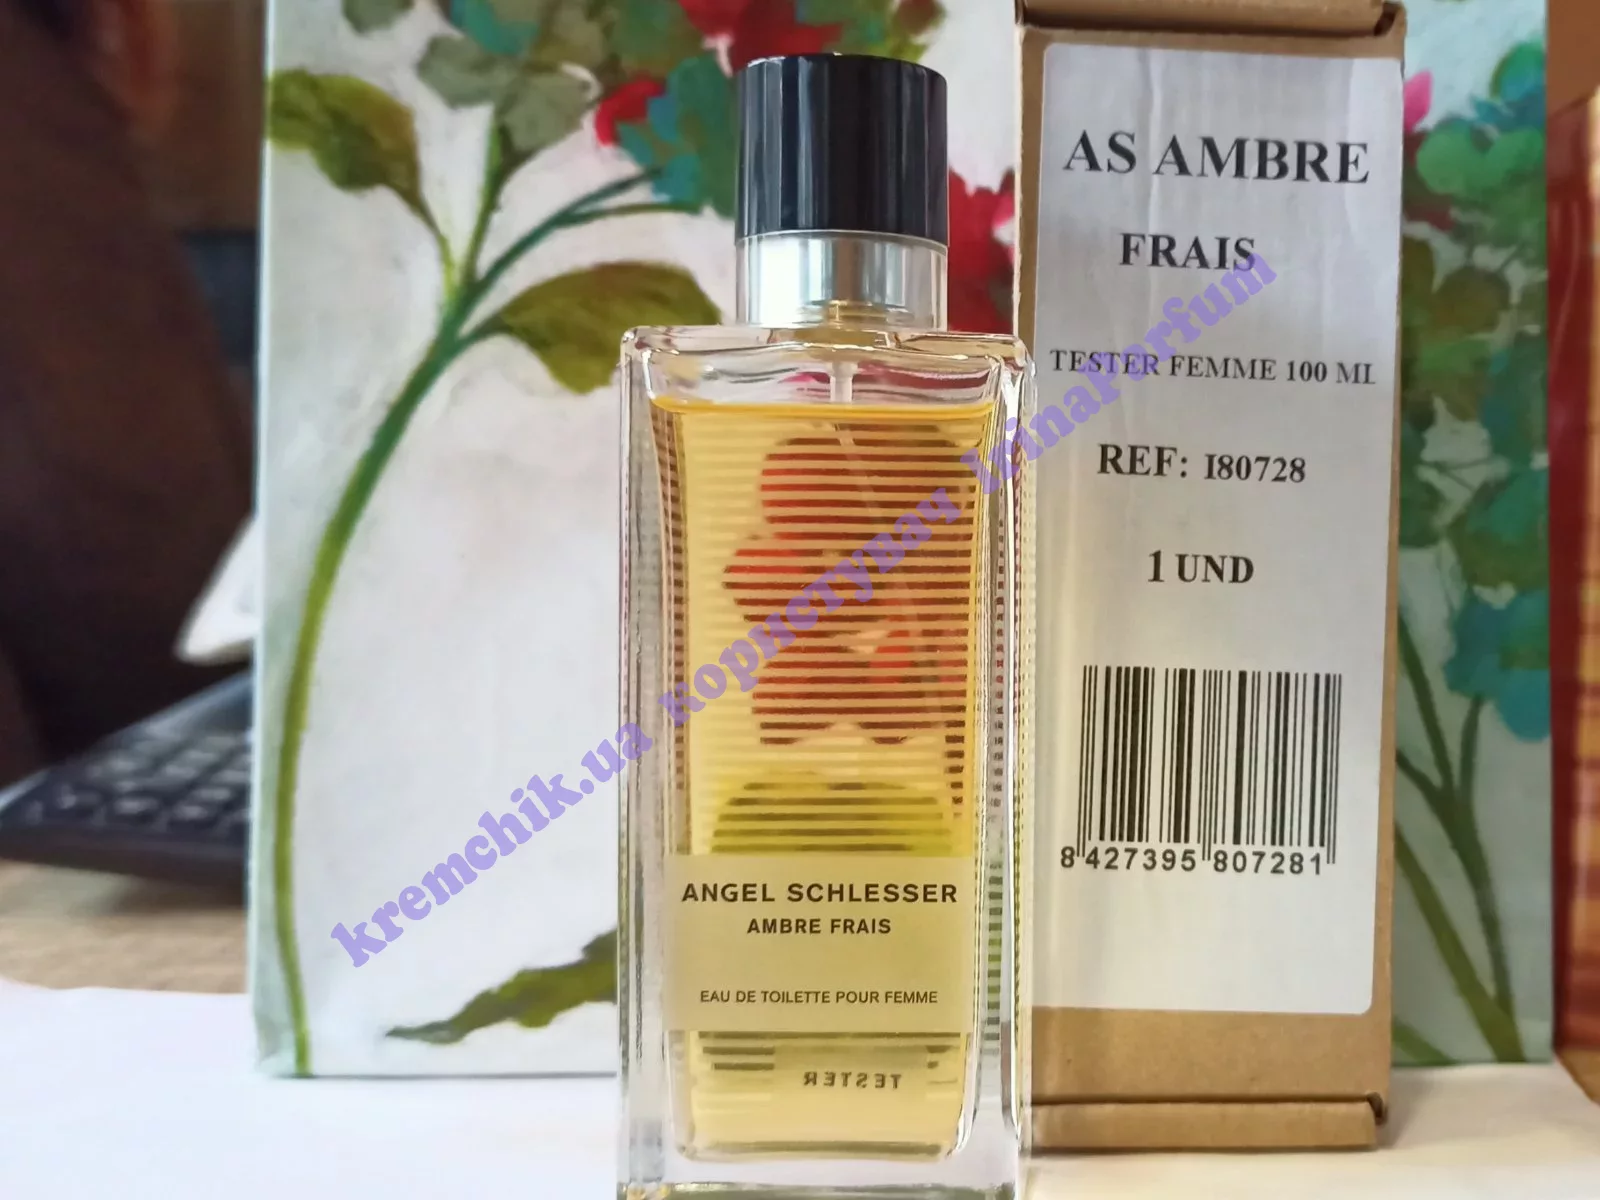 AS AMBRE
FRAIS
TESTER FEMME 100 ML
REF: I80728
1 UND
8 427395 807281
ANGEL SCHLESSER
AMBRE FRAIS
EAU DE TOILETTE POUR FEMME
TESTER
kremchik.ua користувач IrinaParfum